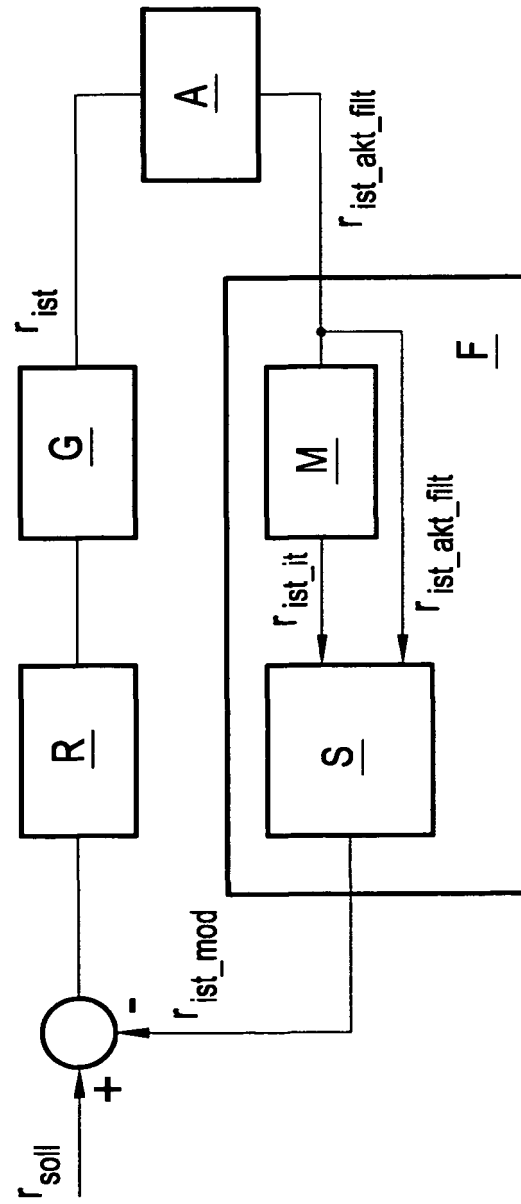 r_soll
+
-
R
G
r_ist
A
r_ist_akt_filt
M
r_ist_it
r_ist_akt_filt
S
F
r_ist_mod